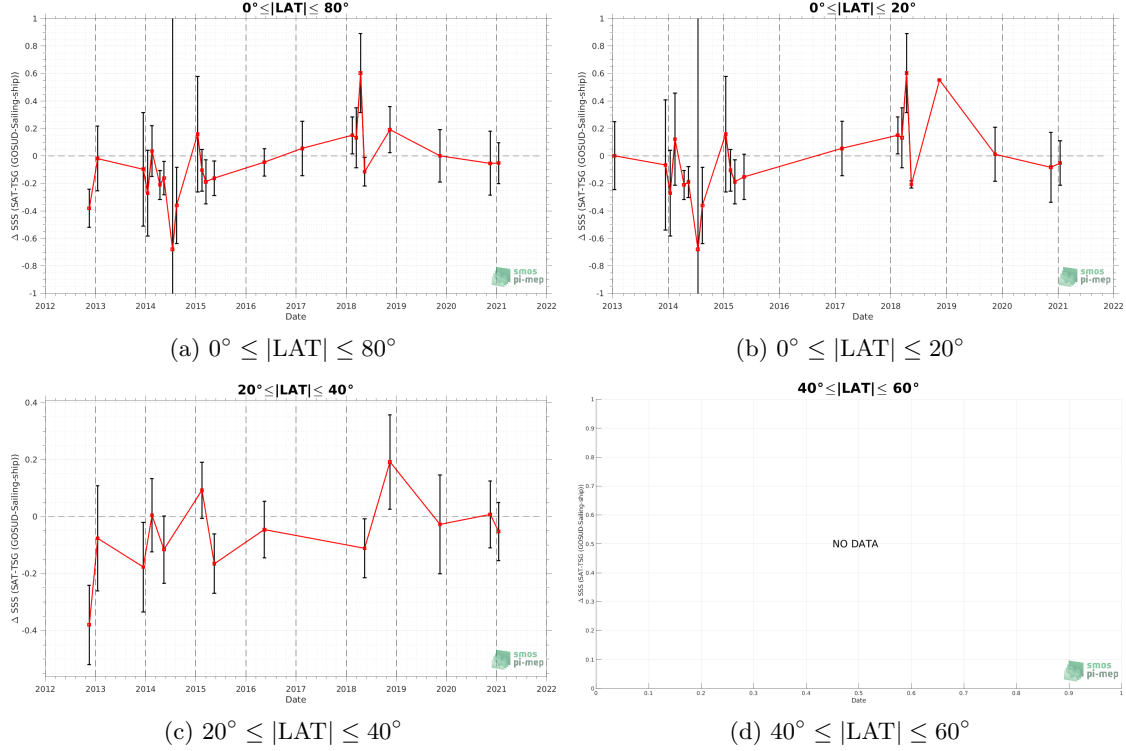 0°≤|LAT|≤ 80°
Δ SSS (SAT-TSG (GOSUD-Sailing-ship))
1
0.8
0.6
0.4
0.2
0
-0.2
-0.4
-0.6
-0.8
-1
2012 2013 2014 2015 2016 2017 2018 2019 2020 2021 2022
Date
smos
pi-mep
(a) 0° ≤ |LAT| ≤ 80°
0°≤|LAT|≤ 20°
Δ SSS (SAT-TSG (GOSUD-Sailing-ship))
1
0.8
0.6
0.4
0.2
0
-0.2
-0.4
-0.6
-0.8
-1
2013 2014 2015 2016 2017 2018 2019 2020 2021 2022
Date
smos
pi-mep
(b) 0° ≤ |LAT| ≤ 20°
20°≤|LAT|≤ 40°
Δ SSS (SAT-TSG (GOSUD-Sailing-ship))
0.4
0.2
0
-0.2
-0.4
2012 2013 2014 2015 2016 2017 2018 2019 2020 2021 2022
Date
smos
pi-mep
(c) 20° ≤ |LAT| ≤ 40°
40°≤|LAT|≤ 60°
Δ SSS (SAT-TSG (GOSUD-Sailing-ship))
1
0.9
0.8
0.7
0.6
0.5
0.4
0.3
0.2
0.1
0
NO DATA
0 0.1 0.2 0.3 0.4 0.5 0.6 0.7 0.8 0.9 1
Date
smos
pi-mep
(d) 40° ≤ |LAT| ≤ 60°